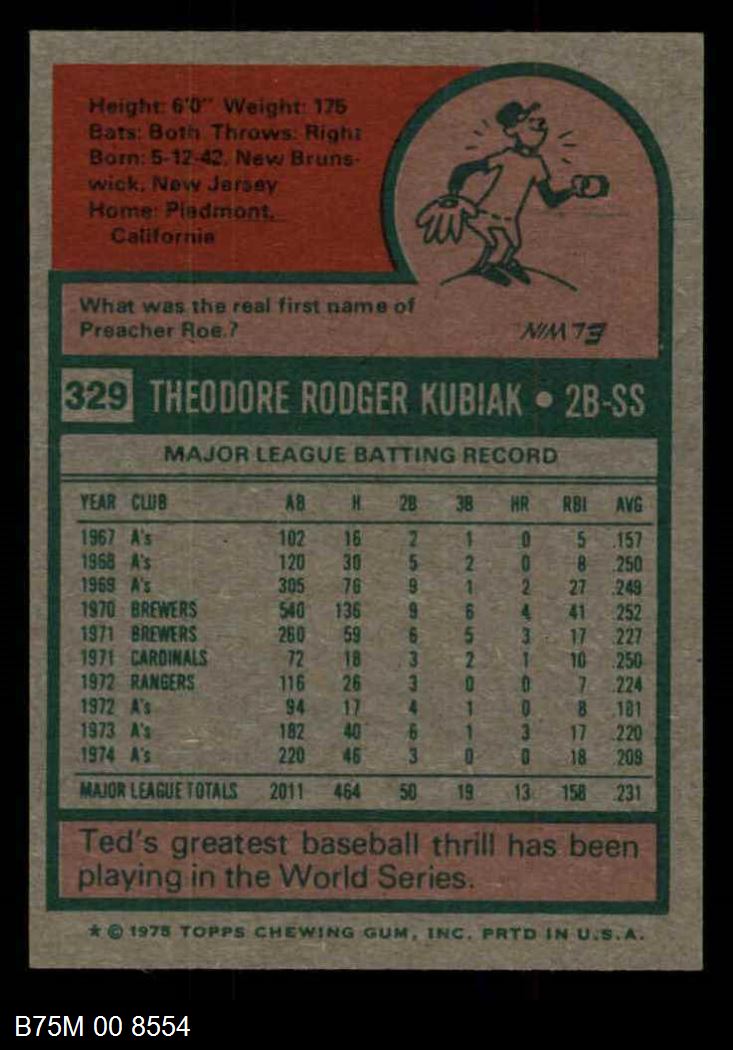 Height: 6'0" Weight: 175
Bats: Both Throws: Right
Born: 5-12-42, New Bruns-
wick, New Jersey
Home: Piedmont,
California
What was the real first name of
Preacher Roe?
ELWIN
329 THEODORE RODGER KUBIAK • 2B-SS
MAJOR LEAGUE BATTING RECORD
YEAR CLUB AB H 2B 3B HR RBI AVG
1967 A's 102 16 2 1 0 5 .157
1968 A's 120 30 5 2 0 8 .250
1969 A's 305 76 9 1 2 27 .249
1970 BREWERS 540 136 9 6 4 41 .252
1971 BREWERS 260 59 6 5 3 17 .227
1971 CARDINALS 72 18 3 2 1 10 .250
1972 RANGERS 116 26 3 0 0 7 .224
1972 A's 94 17 4 1 0 8 .181
1973 A's 182 40 6 1 3 17 .220
1974 A's 220 46 3 0 0 18 .209
MAJOR LEAGUE TOTALS 2011 464 50 19 13 158 .231
Ted's greatest baseball thrill has been
playing in the World Series.
* © 1975 TOPPS CHEWING GUM, INC. PRTD IN U.S.A.
B75M 00 8554